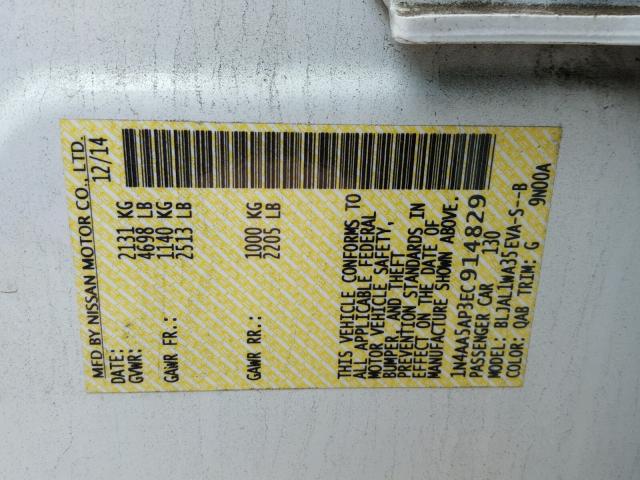 MFD BY NISSAN MOTOR CO., LTD.
DATE: 12/14
GVWR: 2131 KG
4698 LB
GAWR FR.: 1140 KG
2513 LB
GAWR RR.: 1000 KG
2205 LB
THIS VEHICLE CONFORMS TO
ALL APPLICABLE FEDERAL
MOTOR VEHICLE SAFETY,
BUMPER, AND THEFT
PREVENTION STANDARDS IN
EFFECT ON THE DATE OF
MANUFACTURE SHOWN ABOVE.
1N4AA5AP3EC914829
PASSENGER CAR 130
MODEL: BLJALLWA35EVA-S--B
COLOR: QAB TRIM: G 9N00A